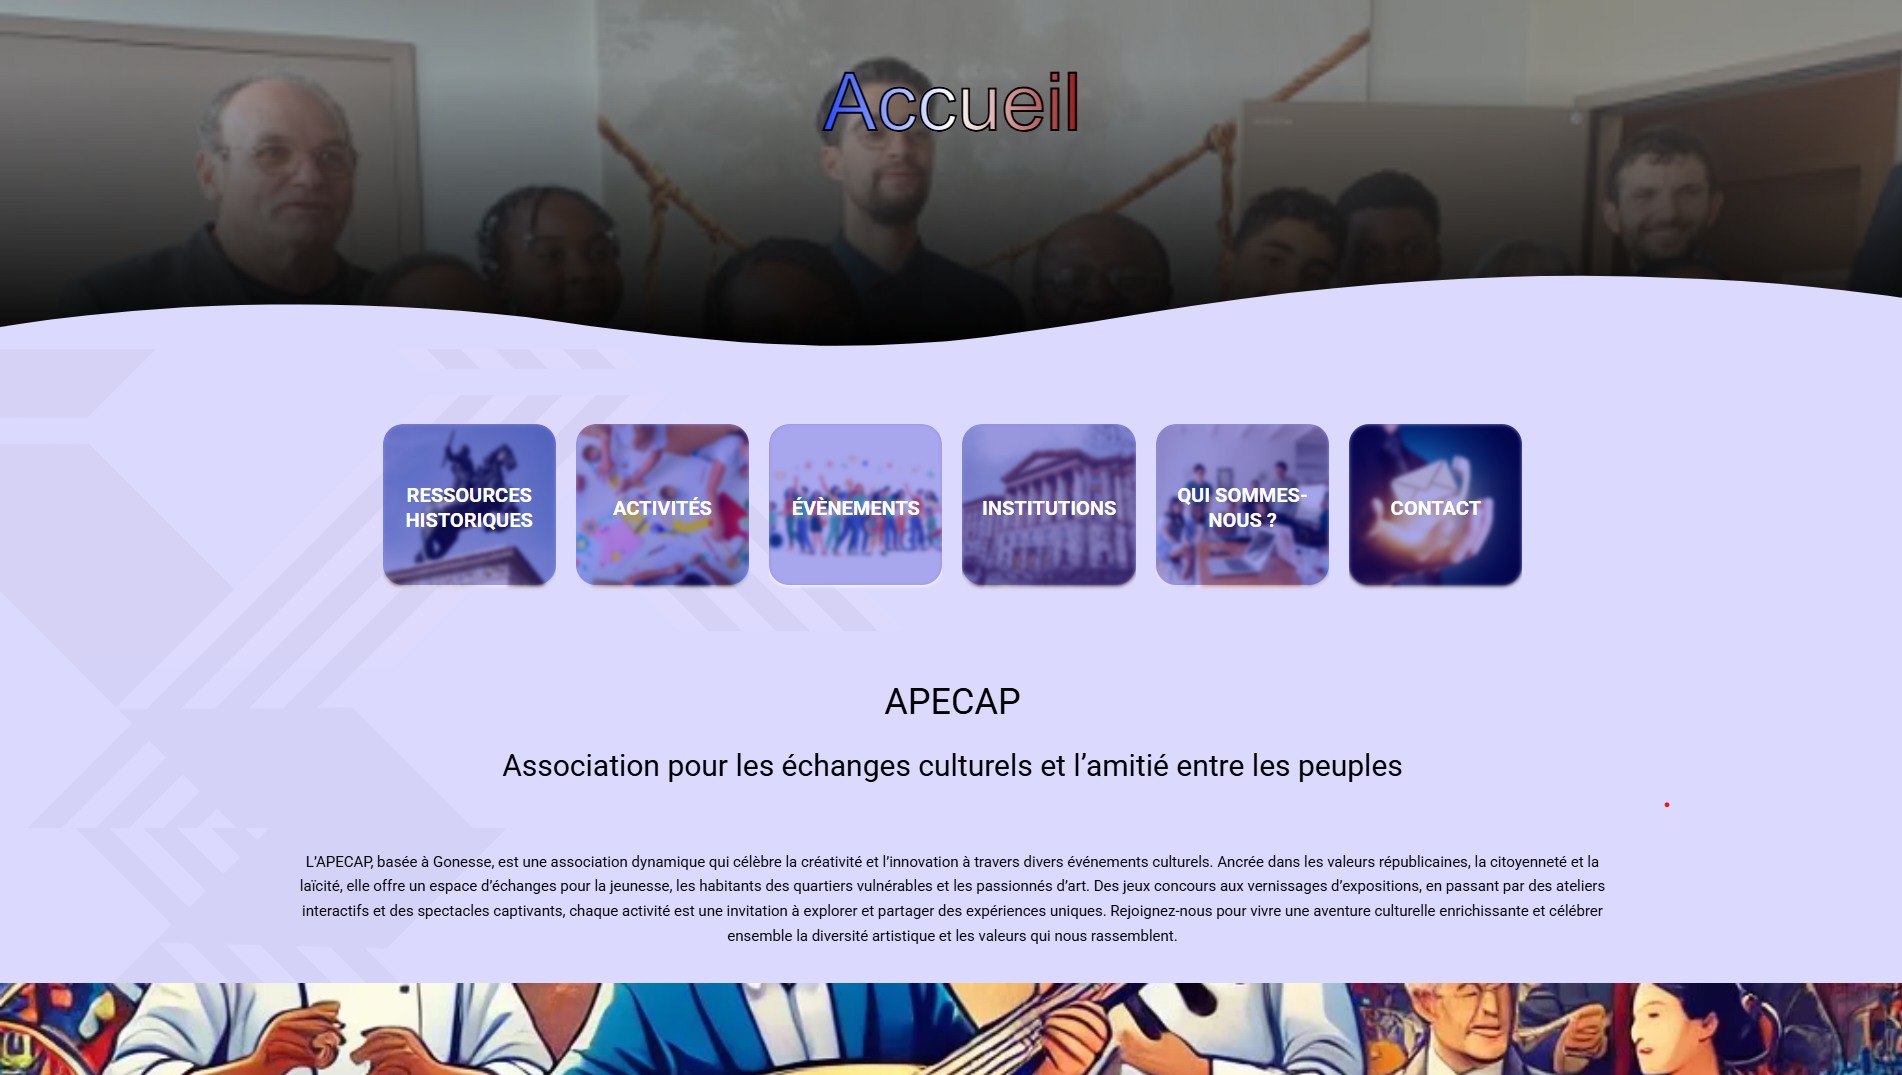 Accueil
RESSOURCES
HISTORIQUES
ACTIVITÉS
ÉVÈNEMENTS
INSTITUTIONS
QUI SOMMES-
NOUS ?
CONTACT
APECAP
Association pour les échanges culturels et l’amitié entre les peuples
L’APECAP, basée à Gonesse, est une association dynamique qui célèbre la créativité et l’innovation à travers divers événements culturels. Ancrée dans les valeurs républicaines, la citoyenneté et la
laïcité, elle offre un espace d’échanges pour la jeunesse, les habitants des quartiers vulnérables et les passionnés d’art. Des jeux concours aux vernissages d’expositions, en passant par des ateliers
interactifs et des spectacles captivants, chaque activité est une invitation à explorer et partager des expériences uniques. Rejoignez-nous pour vivre une aventure culturelle enrichissante et célébrer
ensemble la diversité artistique et les valeurs qui nous rassemblent.